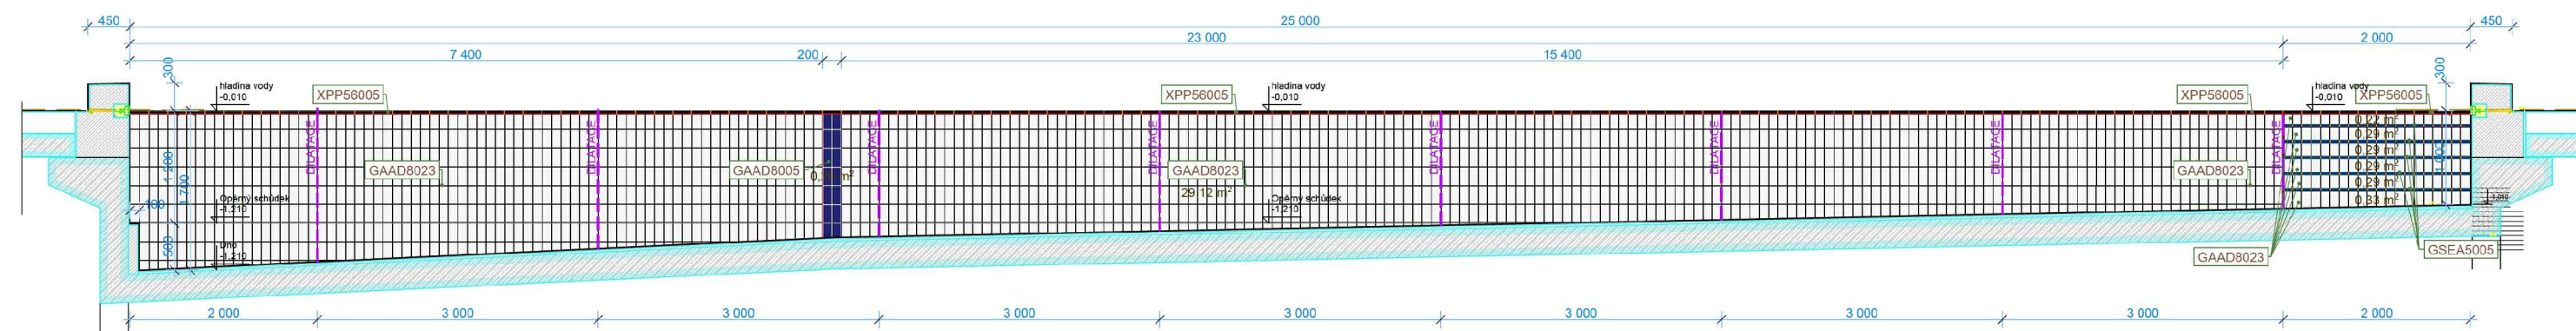 450
25 000
450
23 000
7 400
200
15 400
2 000
300
300
hladina vody
-0,010
XPP56005
XPP56005
hladina vody
-0,010
XPP56005
hladina vody
-0,010
XPP56005
DILATACE
DILATACE
DILATACE
DILATACE
DILATACE
DILATACE
DILATACE
DILATACE
0,29 m²
0,29 m²
0,29 m²
0,29 m²
0,33 m²
1 200
1 700
GAAD8023
GAAD8005
m²
GAAD8023
29,12 m²
GAAD8023
100
Opěrný schůdek
-1,210
Opěrný schůdek
-1,210
500
Dno
-1,210
GAAD8023
GSEA5005
2 000
3 000
3 000
3 000
3 000
3 000
3 000
3 000
2 000